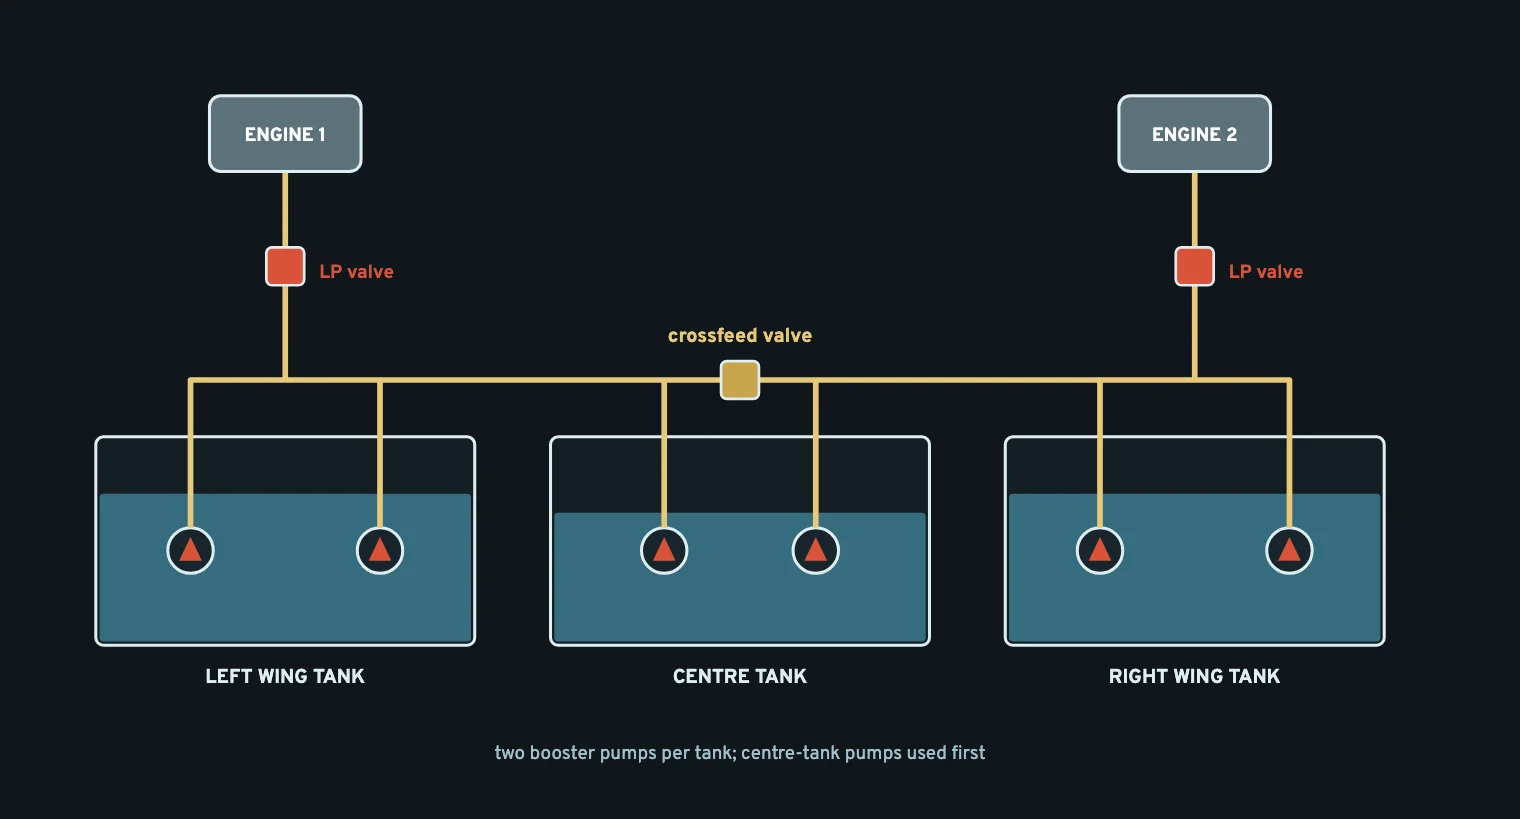 ENGINE 1
ENGINE 2
LP valve
LP valve
crossfeed valve
LEFT WING TANK
CENTRE TANK
RIGHT WING TANK
two booster pumps per tank; centre-tank pumps used first